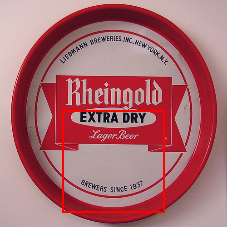 LIEBMANN BREWERIES, INC., NEW YORK, N.Y.
Rheingold
EXTRA DRY
Lager Beer
BREWERS SINCE 1837